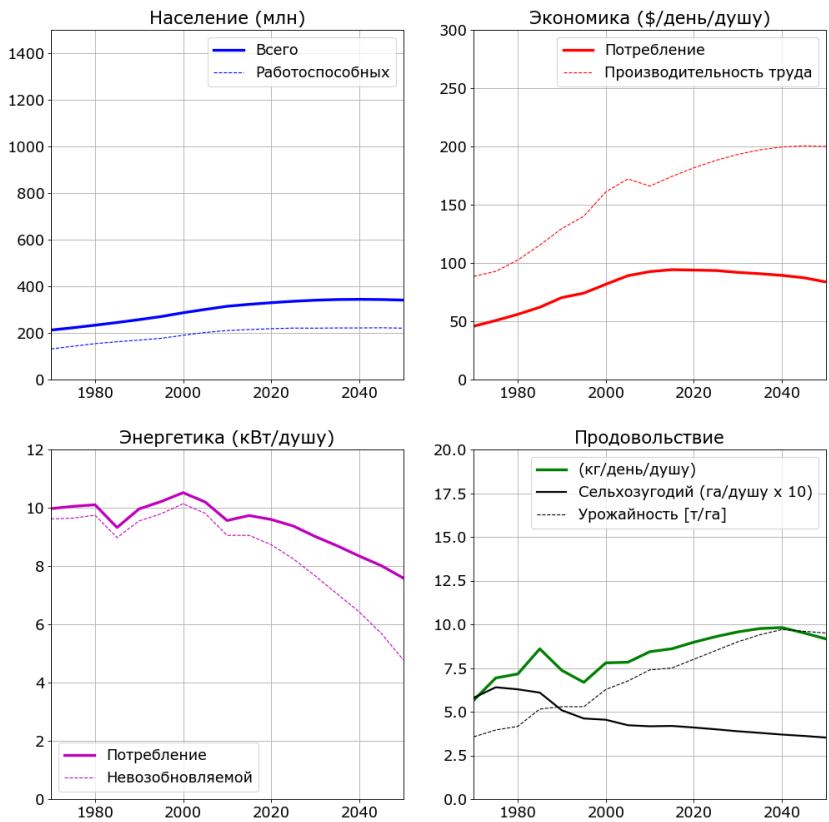 Население (млн)
Всего
Работоспособных
1400
1200
1000
800
600
400
200
0
1980 2000 2020 2040
Экономика ($/день/душу)
Потребление
Производительность труда
300
250
200
150
100
50
0
1980 2000 2020 2040
Энергетика (кВт/душу)
12
10
8
6
4
2
0
Потребление
Невозобновляемой
1980 2000 2020 2040
Продовольствие
(кг/день/душу)
Сельхозугодий (га/душу x 10)
Урожайность [т/га]
20.0
17.5
15.0
12.5
10.0
7.5
5.0
2.5
0.0
1980 2000 2020 2040